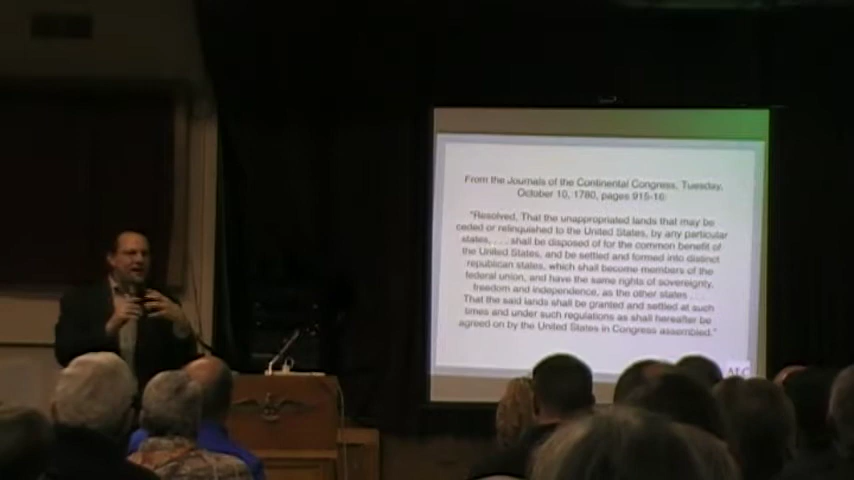 From the Journals of the Continental Congress, Tuesday,
October 10, 1780, pages 915-16:
"Resolved, That the unappropriated lands that may be
ceded or relinquished to the United States, by any particular
states, . . . shall be disposed of for the common benefit of
the United States, and be settled and formed into distinct
republican states, which shall become members of the
federal union, and have the same rights of sovereignty,
freedom and independence, as the other states . . .
That the said lands shall be granted and settled at such
times and under such regulations as shall hereafter be
agreed on by the United States in Congress assembled."
ALC